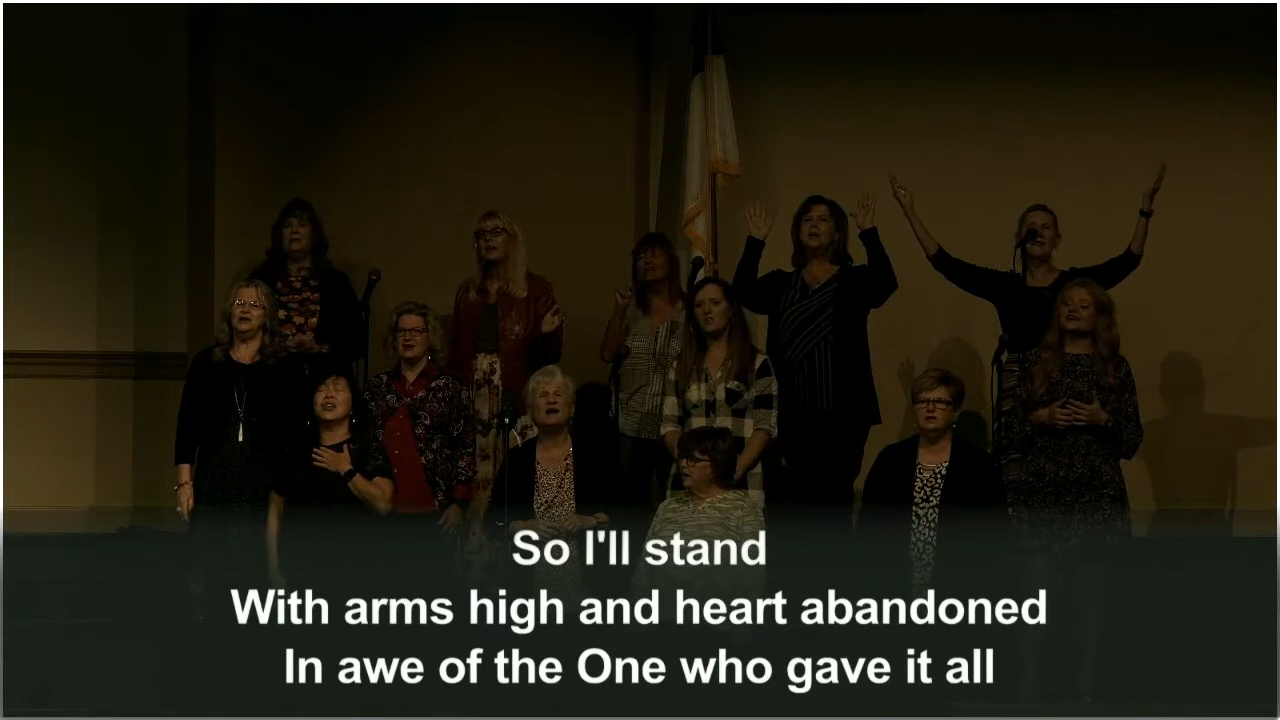 So I'll stand
With arms high and heart abandoned
In awe of the One who gave it all